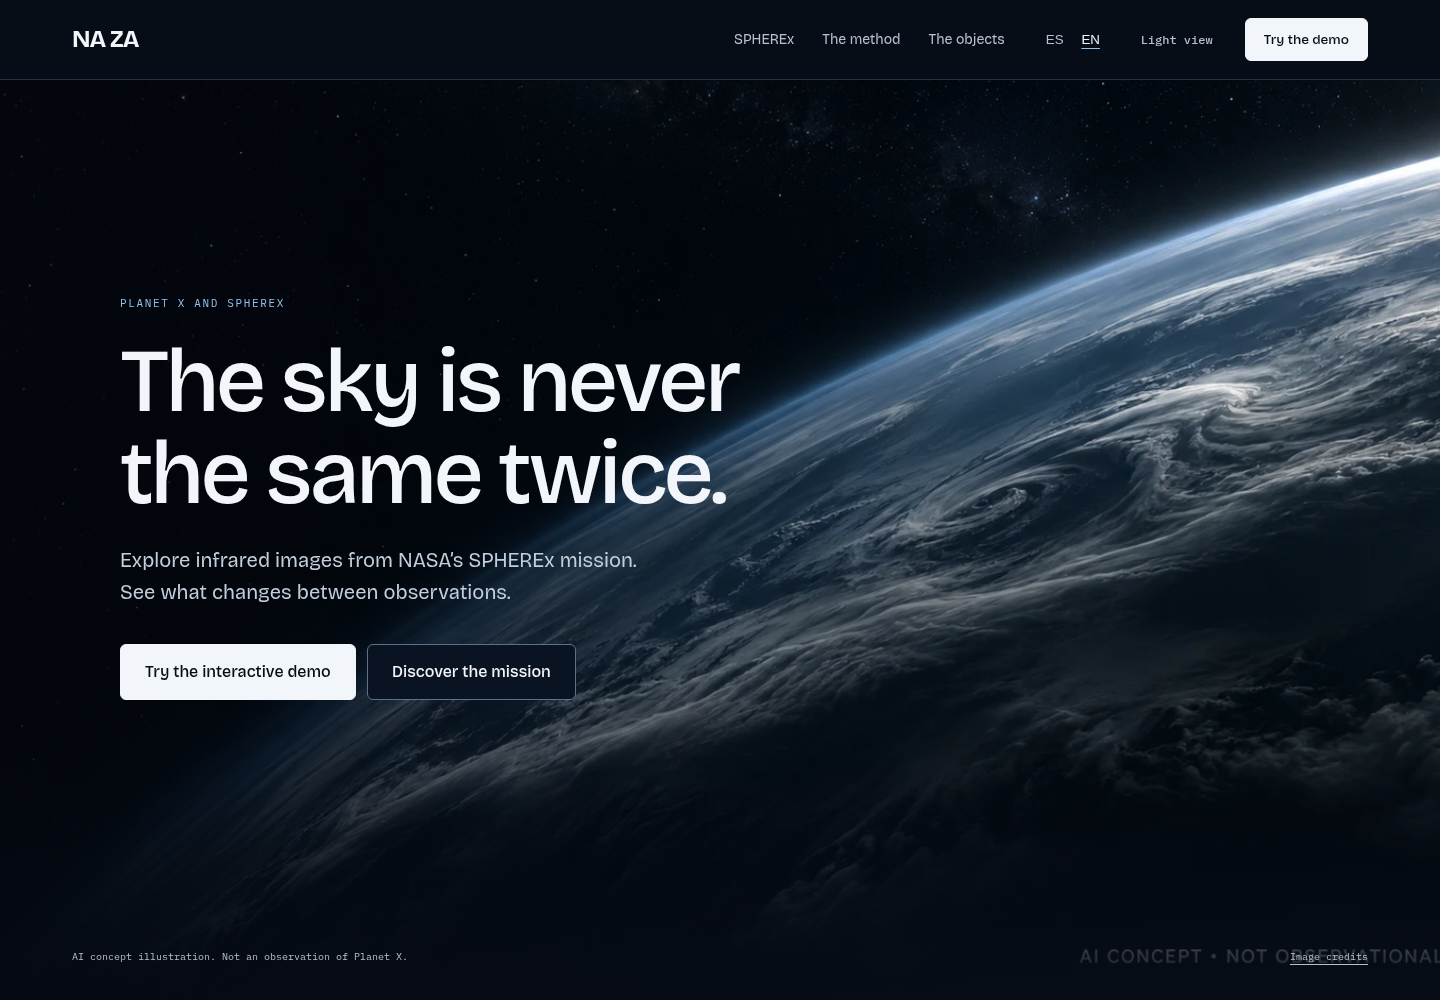 NA ZA
SPHEREx
The method
The objects
ES
EN
Light view
Try the demo
PLANET X AND SPHEREX
The sky is never
the same twice.
Explore infrared images from NASA’s SPHEREx mission.
See what changes between observations.
Try the interactive demo
Discover the mission
AI concept illustration. Not an observation of Planet X.
AI CONCEPT • NOT OBSERVATIONAL
Image credits